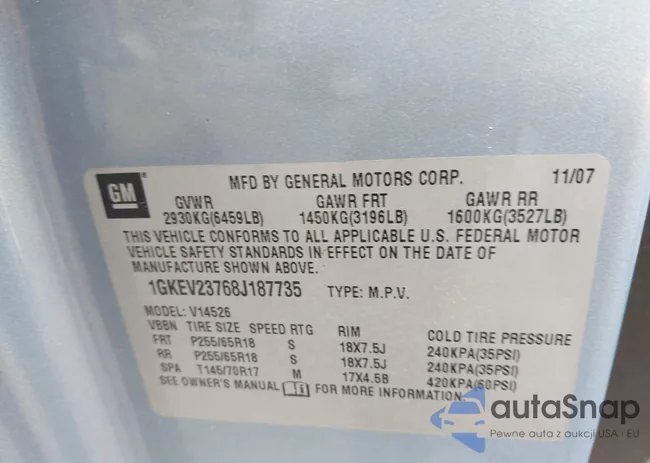 GM
MFD BY GENERAL MOTORS CORP. 11/07
GVWR GAWR FRT GAWR RR
2930KG(6459LB) 1450KG(3196LB) 1600KG(3527LB)
THIS VEHICLE CONFORMS TO ALL APPLICABLE U.S. FEDERAL MOTOR
VEHICLE SAFETY STANDARDS IN EFFECT ON THE DATE OF
MANUFACTURE SHOWN ABOVE.
1GKEV23768J187735 TYPE: M.P.V.
MODEL: V14526
VBBN TIRE SIZE SPEED RTG RIM COLD TIRE PRESSURE
FRT P255/65R18 S 18X7.5J 240KPA(35PSI)
RR P255/65R18 S 18X7.5J 240KPA(35PSI)
SPA T145/70R17 M 17X4.5B 420KPA(60PSI)
SEE OWNER'S MANUAL FOR MORE INFORMATION.
autaSnap
Pewne auta z aukcji USA · EU